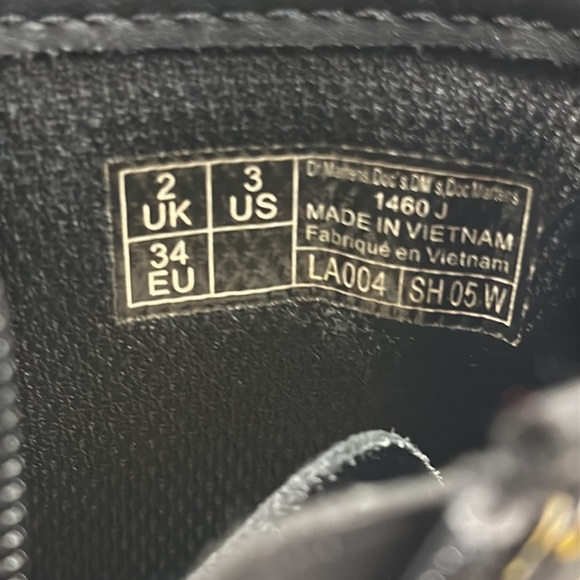 2
UK
3
US
34
EU
Dr Martens, Doc's, DM's, Doc Martens
1460 J
MADE IN VIETNAM
Fabriqué en Vietnam
LA004
SH 05 W